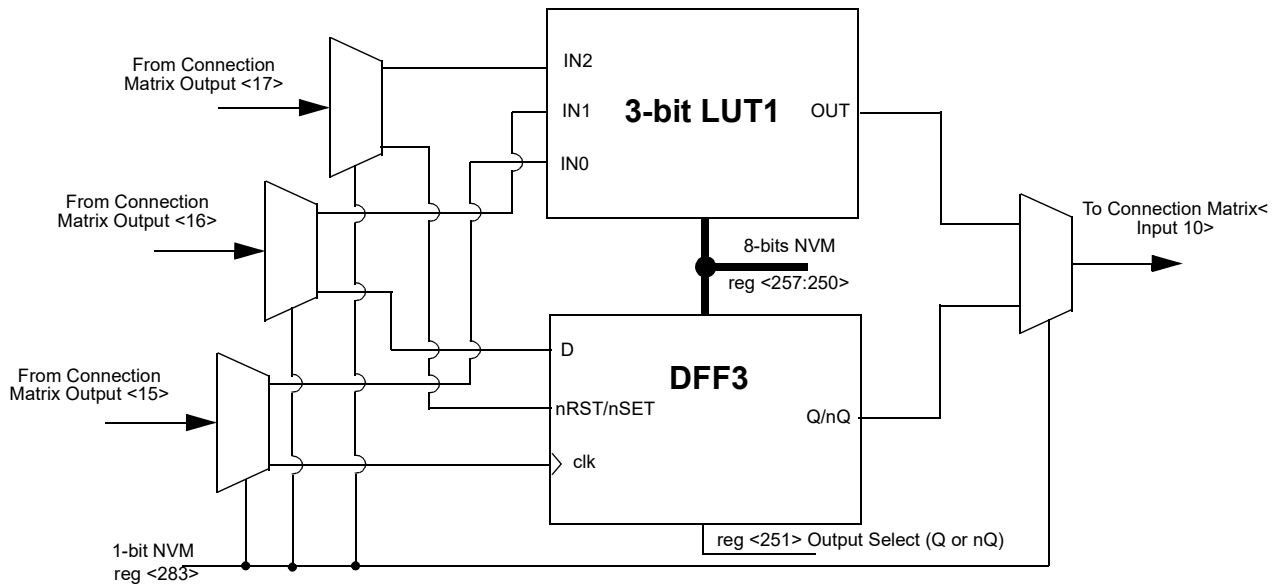 From Connection
Matrix Output <17>
IN2
IN1
IN0
3-bit LUT1
OUT
From Connection
Matrix Output <16>
To Connection Matrix<
Input 10>
8-bits NVM
reg <257:250>
From Connection
Matrix Output <15>
D
nRST/nSET
clk
DFF3
Q/nQ
reg <251> Output Select (Q or nQ)
1-bit NVM
reg <283>